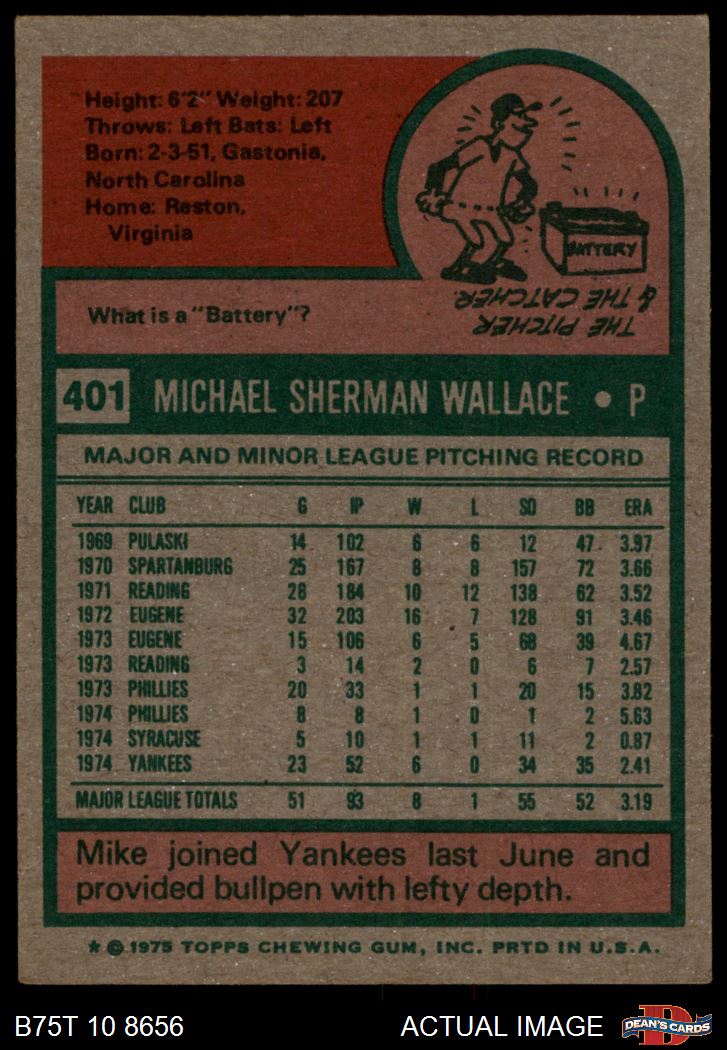 Height: 6'2" Weight: 207
Throws: Left Bats: Left
Born: 2-3-51, Gastonia,
North Carolina
Home: Reston,
Virginia
BATTERY
What is a "Battery"?
THE PITCHER
& THE CATCHER.
401 MICHAEL SHERMAN WALLACE • P
MAJOR AND MINOR LEAGUE PITCHING RECORD
YEAR CLUB G IP W L SO BB ERA
1969 PULASKI 14 102 6 6 12 47 3.97
1970 SPARTANBURG 25 167 8 8 157 72 3.66
1971 READING 28 184 10 12 138 62 3.52
1972 EUGENE 32 203 16 7 128 91 3.46
1973 EUGENE 15 106 6 5 68 39 4.67
1973 READING 3 14 2 0 6 7 2.57
1973 PHILLIES 20 33 1 1 20 15 3.82
1974 PHILLIES 8 8 1 0 1 2 5.63
1974 SYRACUSE 5 10 1 1 11 2 0.87
1974 YANKEES 23 52 6 0 34 35 2.41
MAJOR LEAGUE TOTALS 51 93 8 1 55 52 3.19
Mike joined Yankees last June and
provided bullpen with lefty depth.
* © 1975 TOPPS CHEWING GUM, INC. PRTD IN U.S.A.
B75T 10 8656 ACTUAL IMAGE D DEAN'S CARDS